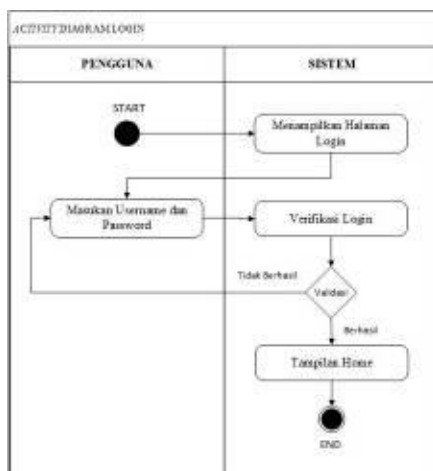 ACTIVITY DIAGRAM LOGIN
PENGGUNA
SISTEM
START
Menampilkan Halaman
Login
Masukan Username dan
Password
Verifikasi Login
Tidak Berhasil
Validasi
Berhasil
Tampilan Home
END